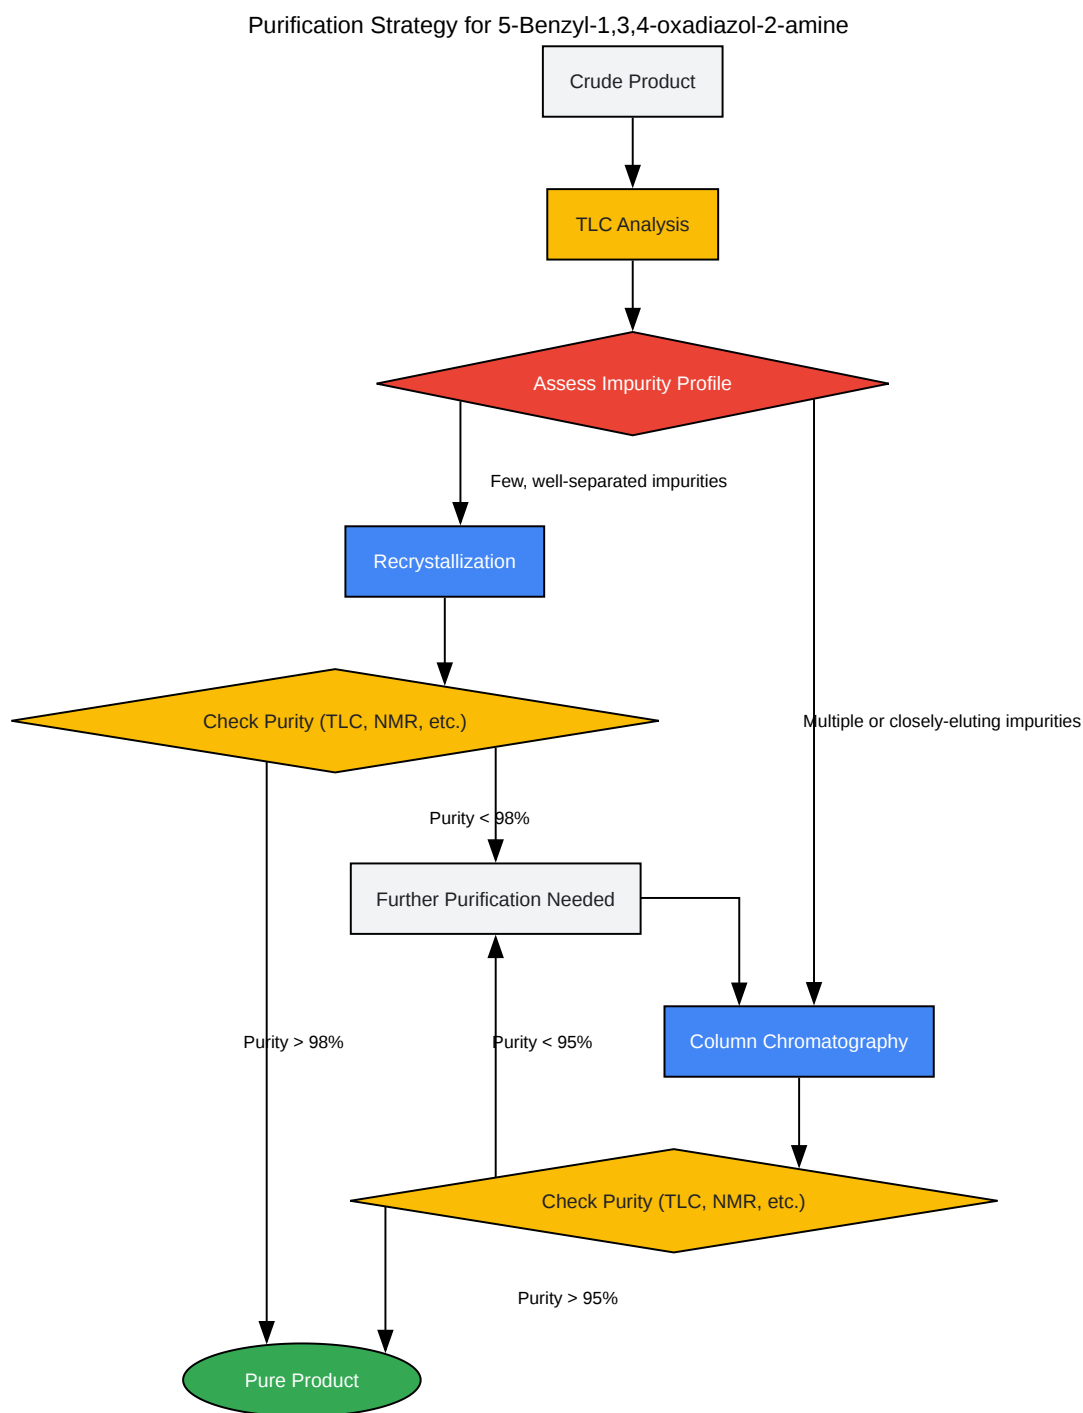 Purification Strategy for 5-Benzyl-1,3,4-oxadiazol-2-amine
Crude Product
TLC Analysis
Assess Impurity Profile
Few, well-separated impurities
Recrystallization
Check Purity (TLC, NMR, etc.)
Multiple or closely-eluting impurities
Purity < 98%
Further Purification Needed
Purity > 98%
Purity < 95%
Column Chromatography
Check Purity (TLC, NMR, etc.)
Purity > 95%
Pure Product